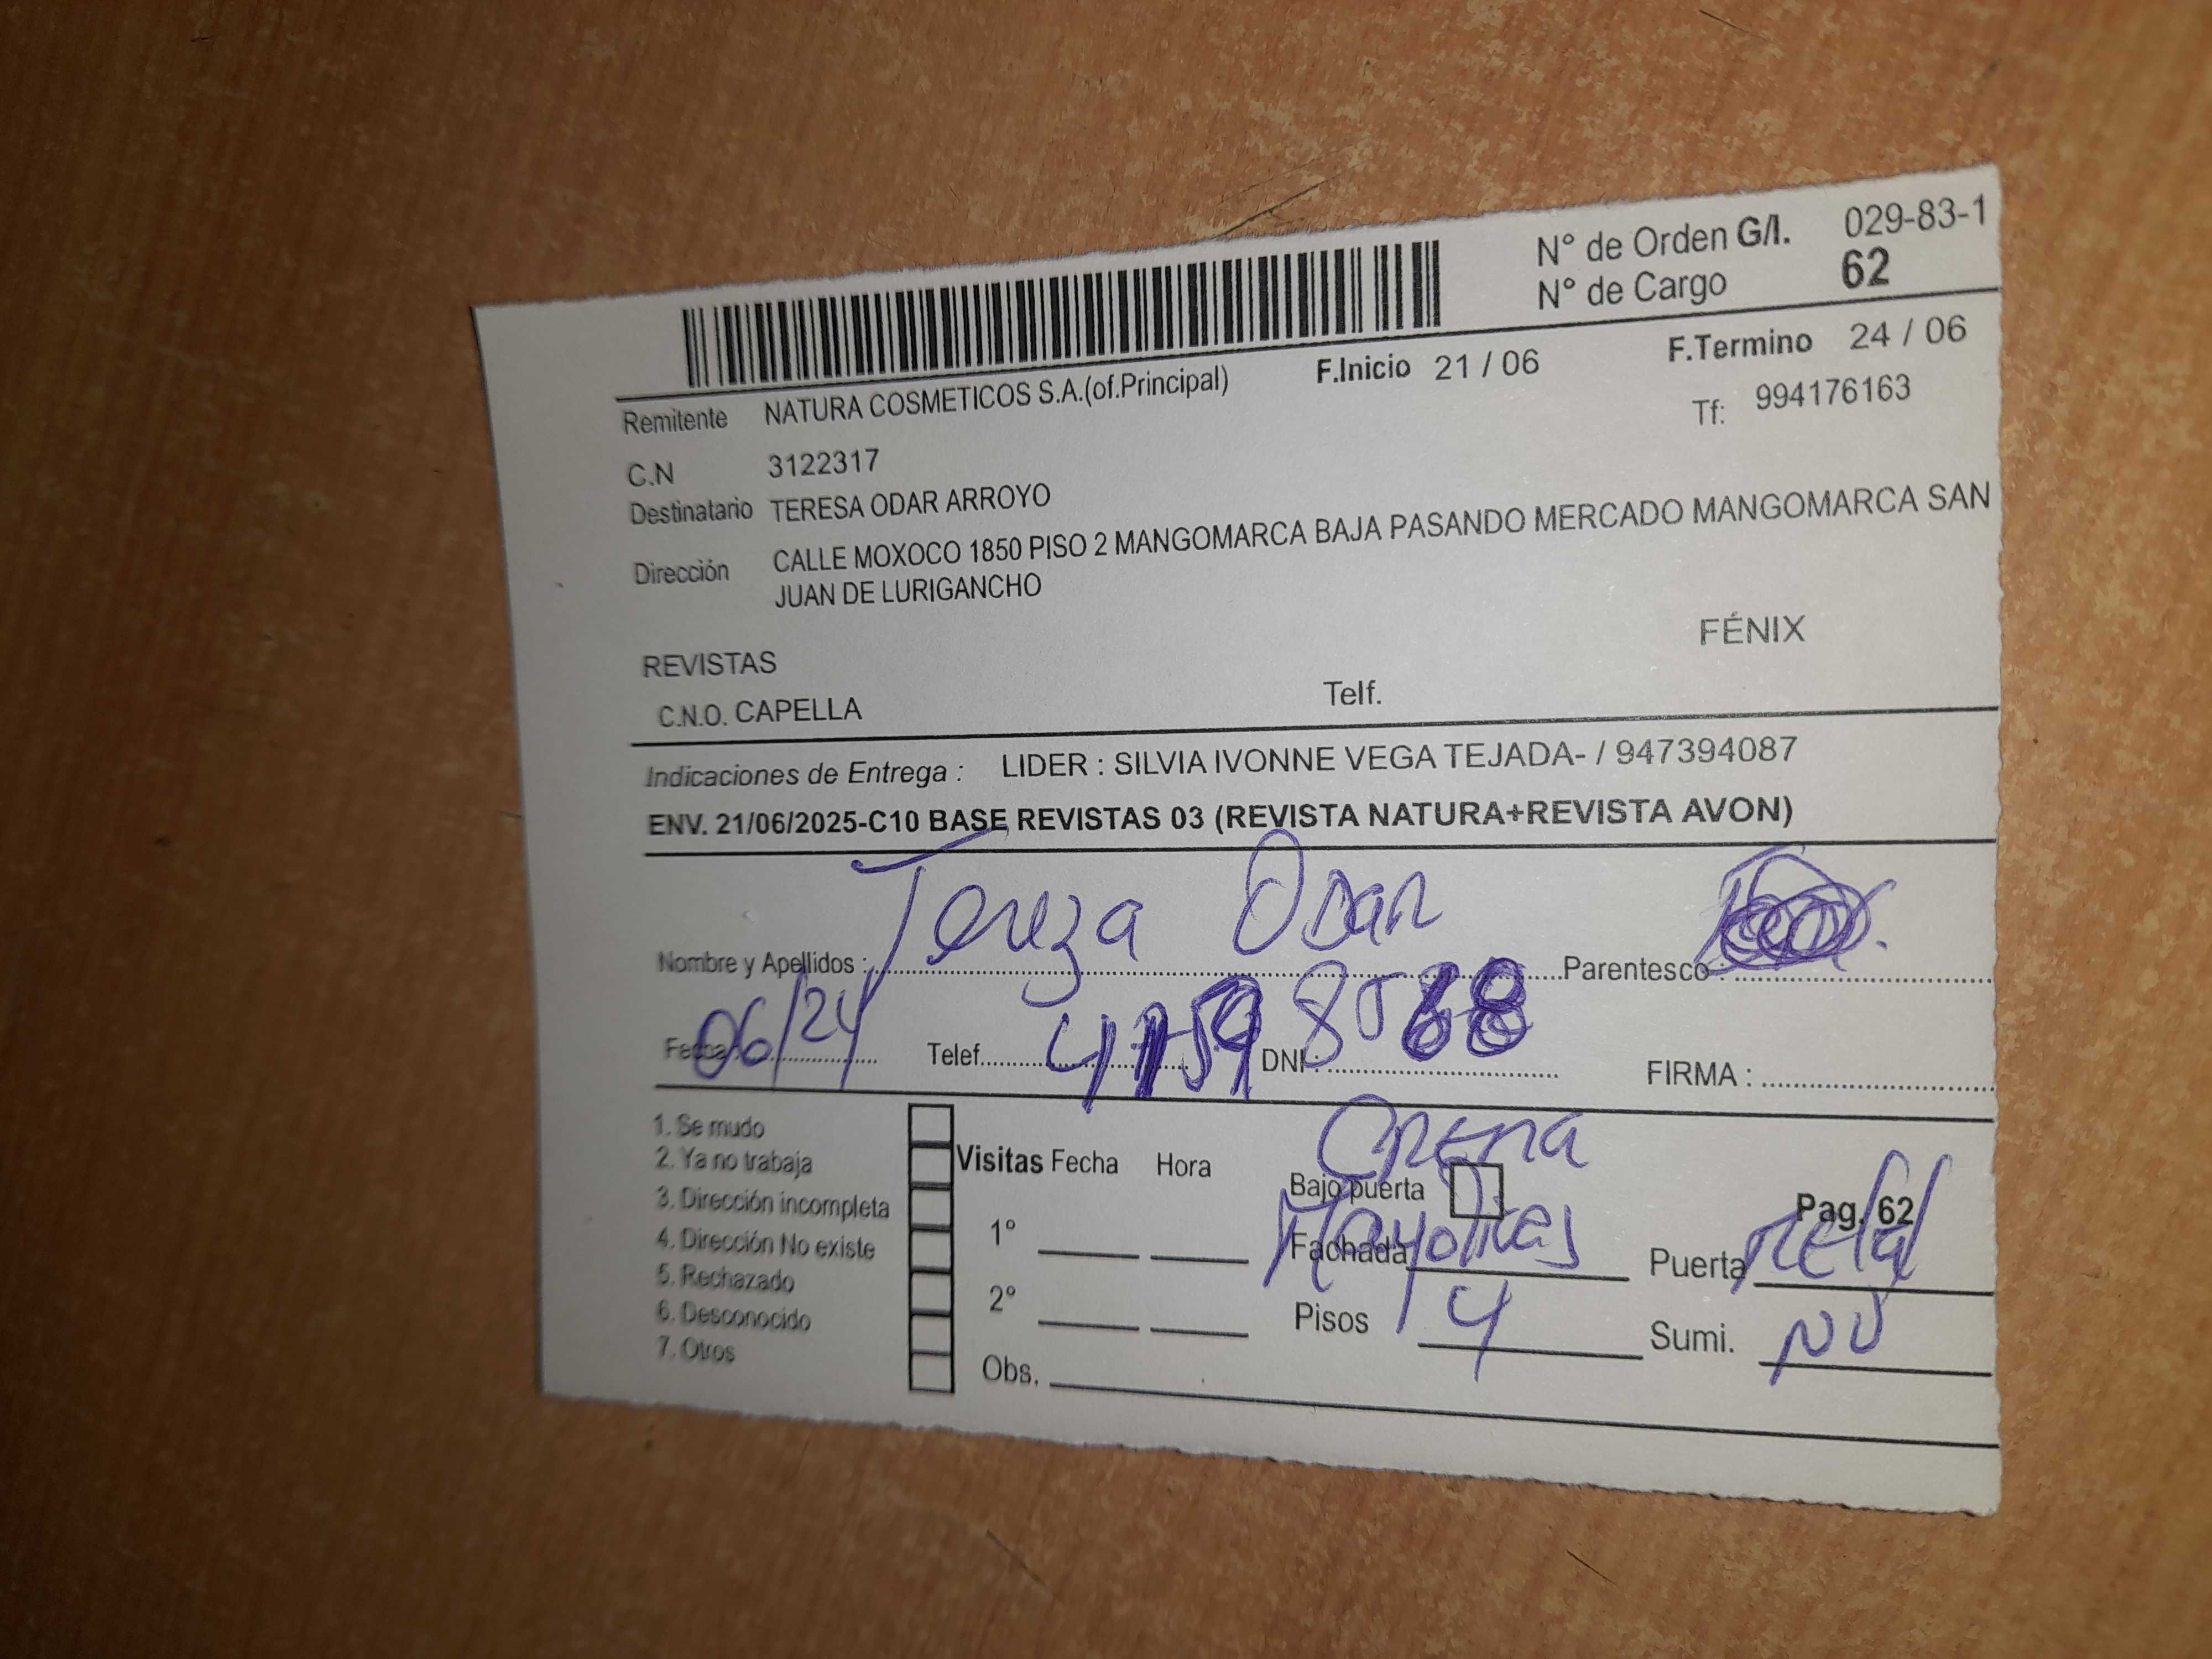 N° de Orden G/I. 029-83-1
N° de Cargo 62
Remitente NATURA COSMETICOS S.A.(of.Principal) F.Inicio 21 / 06 F.Termino 24 / 06
C.N 3122317 Tf: 994176163
Destinatario TERESA ODAR ARROYO
Dirección CALLE MOXOCO 1850 PISO 2 MANGOMARCA BAJA PASANDO MERCADO MANGOMARCA SAN
JUAN DE LURIGANCHO
FÉNIX
REVISTAS
C.N.O. CAPELLA Telf.
Indicaciones de Entrega : LIDER : SILVIA IVONNE VEGA TEJADA- / 947394087
ENV. 21/06/2025-C10 BASE REVISTAS 03 (REVISTA NATURA+REVISTA AVON)
Nombre y Apellidos : Tereza Odar Parentesco :
Fecha : 06/24 Telef. DNI : FIRMA :
1. Se mudo
2. Ya no trabaja
3. Dirección incompleta
4. Dirección No existe
5. Rechazado
6. Desconocido
7. Otros
Visitas Fecha Hora
1°
2°
Obs.
Crema
Bajo puerta Pag. 62
Fachada Mayolicas Puerta Metal
Pisos 4 Sumi. NO